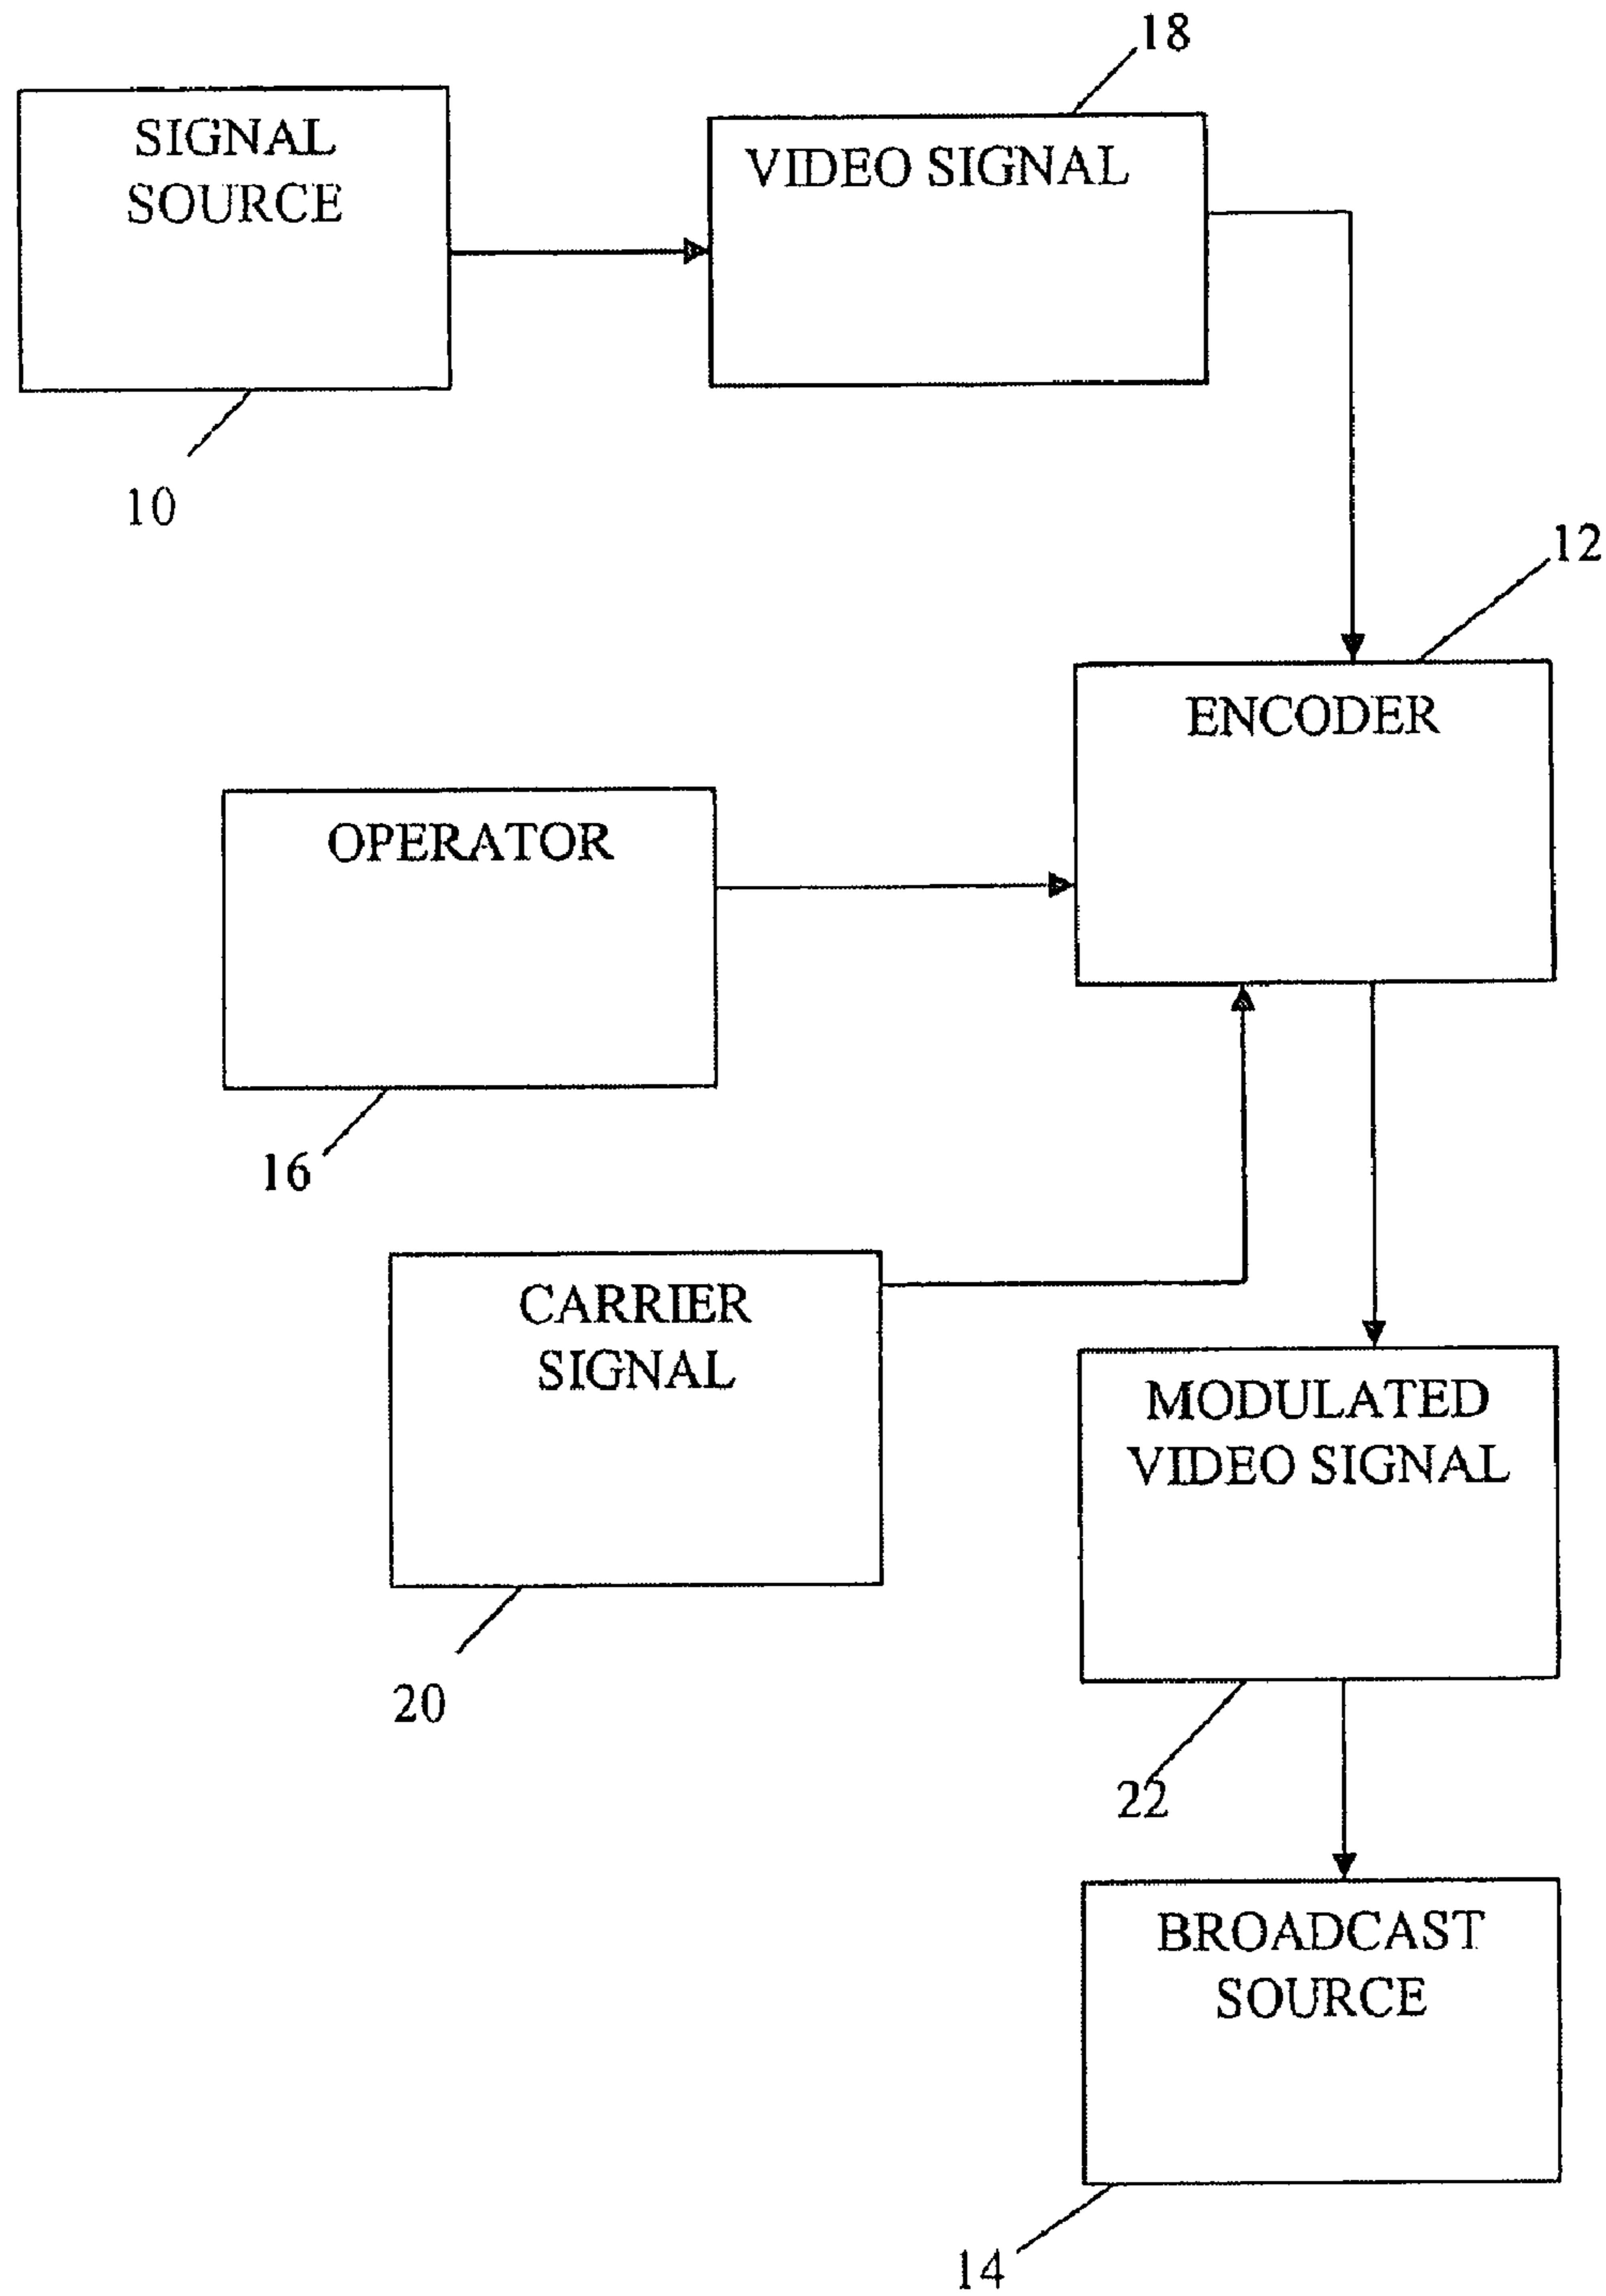 18
SIGNAL
SOURCE
VIDEO SIGNAL
10
12
ENCODER
OPERATOR
16
CARRIER
SIGNAL
MODULATED
VIDEO SIGNAL
20
22
BROADCAST
SOURCE
14